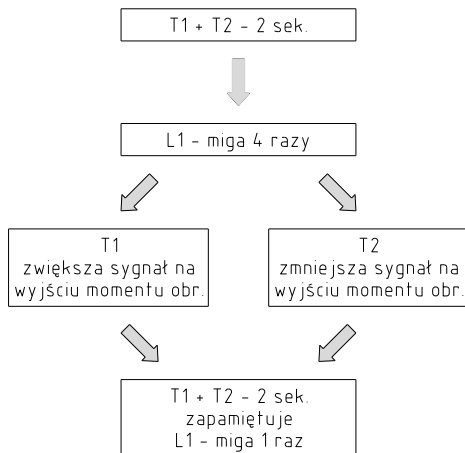 T1 + T2 - 2 sek.
L1 - miga 4 razy
T1
zwiększa sygnał na
wyjściu momentu obr.
T2
zmniejsza sygnał na
wyjściu momentu obr.
T1 + T2 - 2 sek.
zapamiętuje
L1 - miga 1 raz